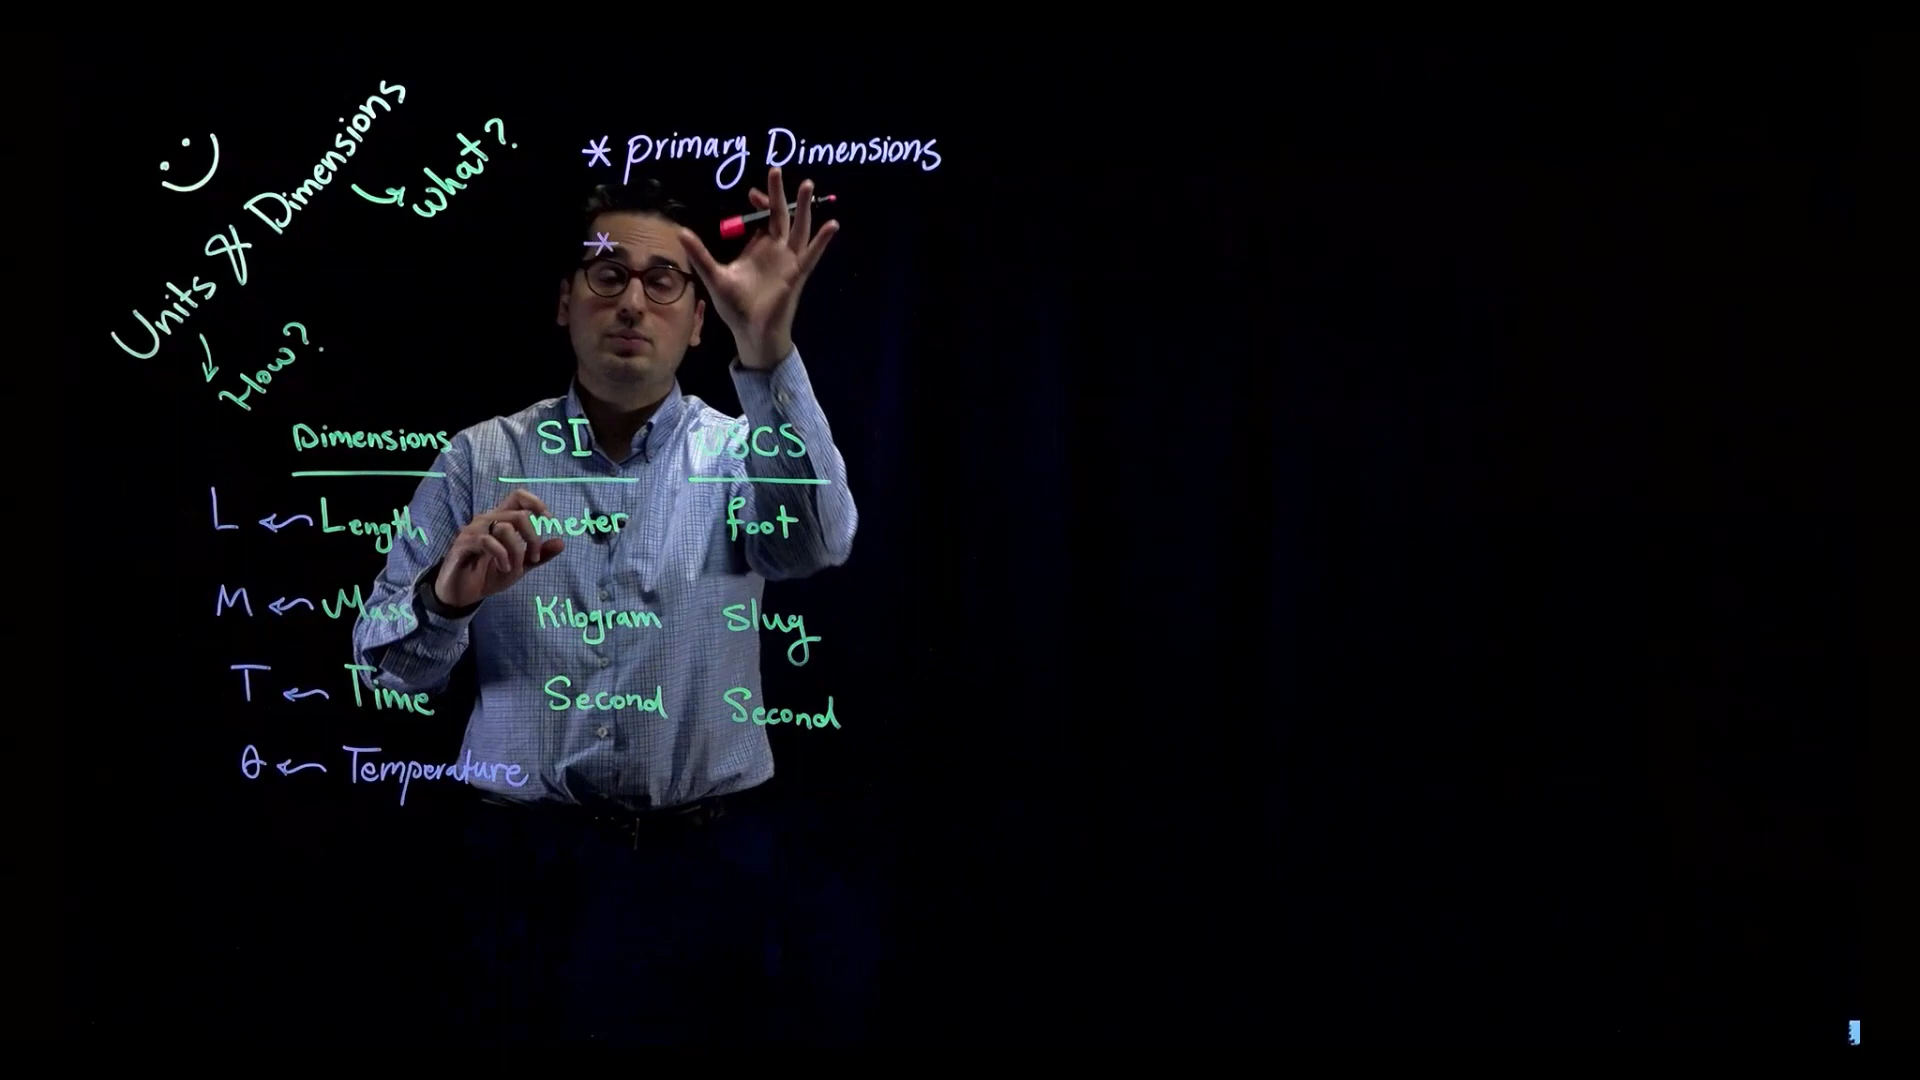 Units & Dimensions
What?
How?
* primary Dimensions
*
Dimensions SI USCS
L ← Length meter foot
M ← Mass Kilogram Slug
T ← Time Second Second
θ ← Temperature